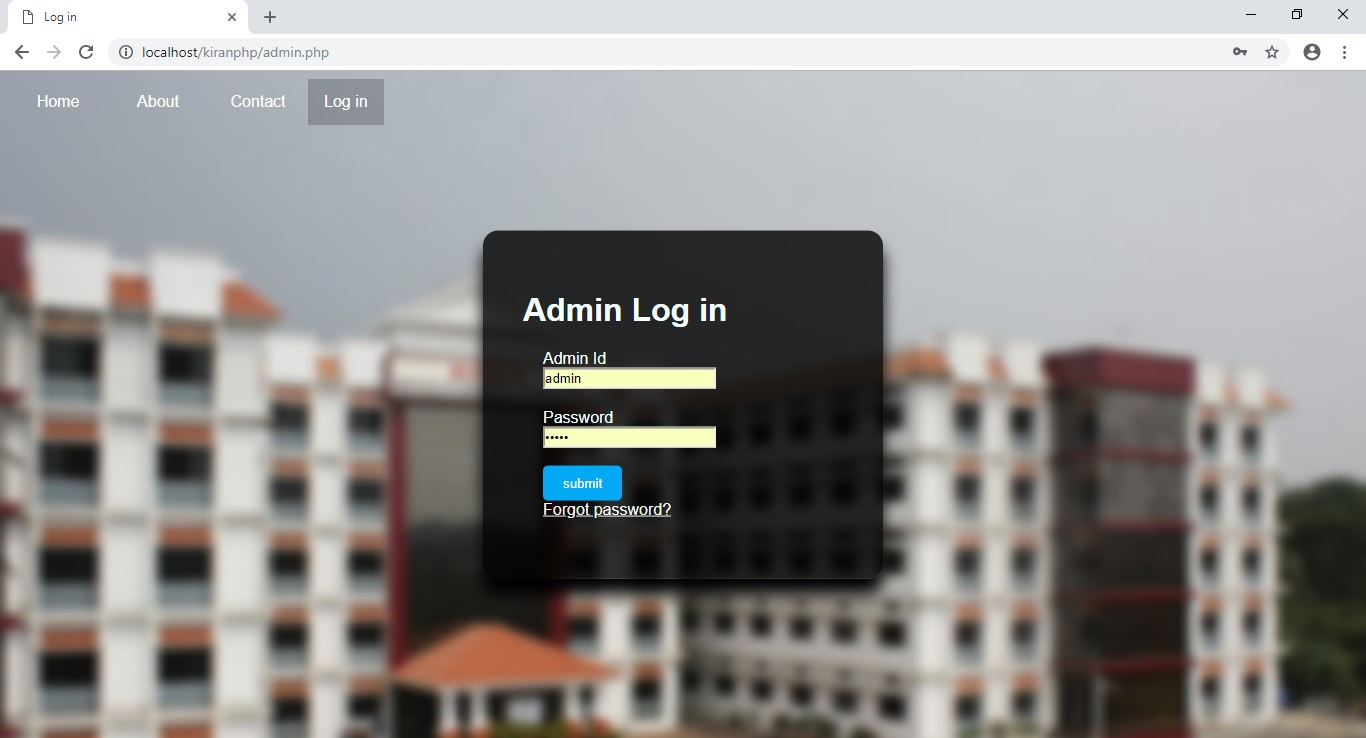 Log in
localhost/kiranphp/admin.php
Home About Contact Log in
Admin Log in
Admin Id
admin
Password
•••••
submit
Forgot password?